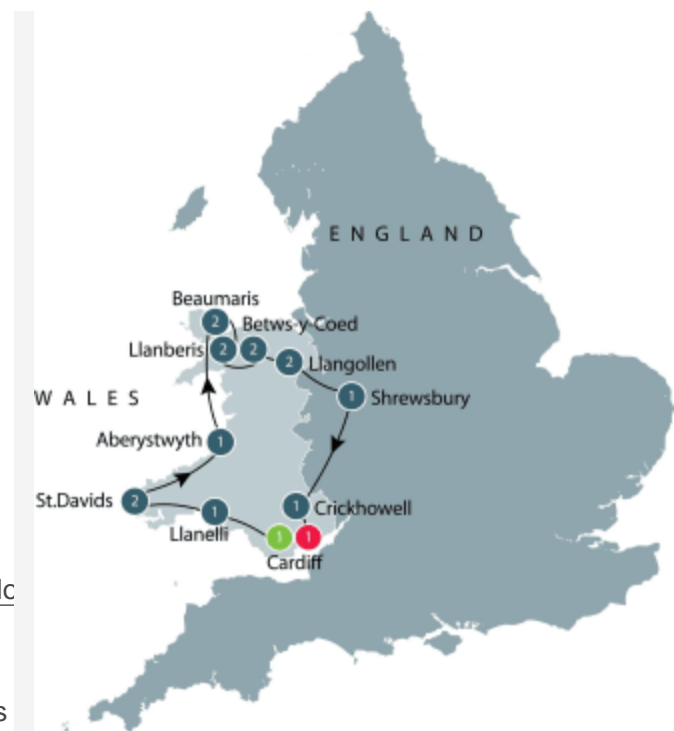 ENGLAND
Beaumaris
2
Betws-y-Coed
Llanberis
2
2
2
Llangollen
WALES
1
Shrewsbury
Aberystwyth
1
St.Davids
2
1
Llanelli
1
Crickhowell
1
1
Cardiff
s